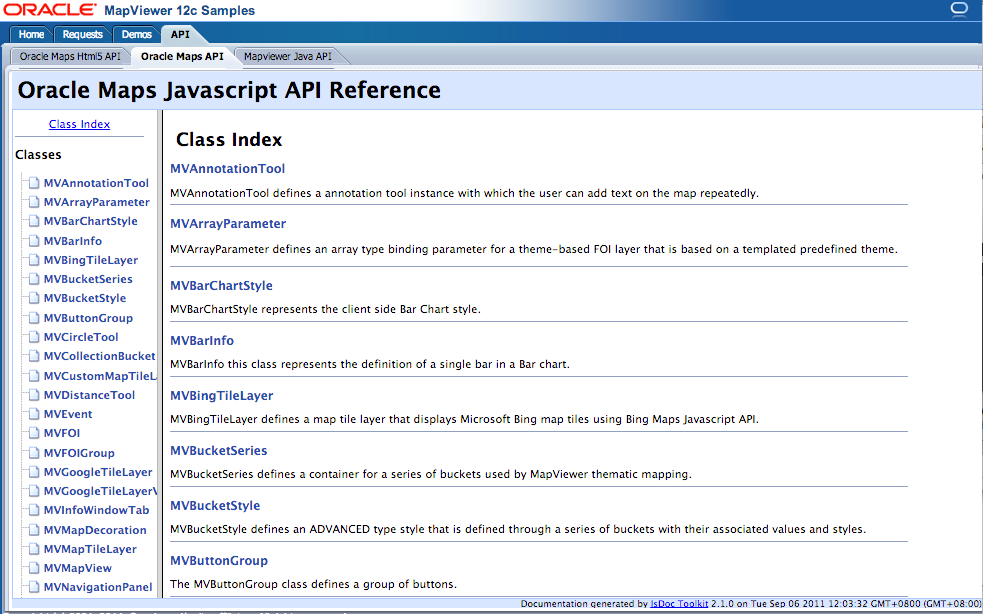 ORACLE MapViewer 12c Samples
Home Requests Demos API
Oracle Maps Html5 API Oracle Maps API Mapviewer Java API
Oracle Maps Javascript API Reference
Class Index
Classes
MVAnnotationTool
MVArrayParameter
MVBarChartStyle
MVBarInfo
MVBingTileLayer
MVBucketSeries
MVBucketStyle
MVButtonGroup
MVCircleTool
MVCollectionBucket
MVCustomMapTileL
MVDistanceTool
MVEvent
MVFOI
MVFOIGroup
MVGoogleTileLayer
MVGoogleTileLayerV
MVInfoWindowTab
MVMapDecoration
MVMapTileLayer
MVMapView
MVNavigationPanel
Class Index
MVAnnotationTool
MVAnnotationTool defines a annotation tool instance with which the user can add text on the map repeatedly.
MVArrayParameter
MVArrayParameter defines an array type binding parameter for a theme-based FOI layer that is based on a templated predefined theme.
MVBarChartStyle
MVBarChartStyle represents the client side Bar Chart style.
MVBarInfo
MVBarInfo this class represents the definition of a single bar in a Bar chart.
MVBingTileLayer
MVBingTileLayer defines a map tile layer that displays Microsoft Bing map tiles using Bing Maps Javascript API.
MVBucketSeries
MVBucketSeries defines a container for a series of buckets used by MapViewer thematic mapping.
MVBucketStyle
MVBucketStyle defines an ADVANCED type style that is defined through a series of buckets with their associated values and styles.
MVButtonGroup
The MVButtonGroup class defines a group of buttons.
Documentation generated by JsDoc Toolkit 2.1.0 on Tue Sep 06 2011 12:03:32 GMT+0800 (GMT+08:00)